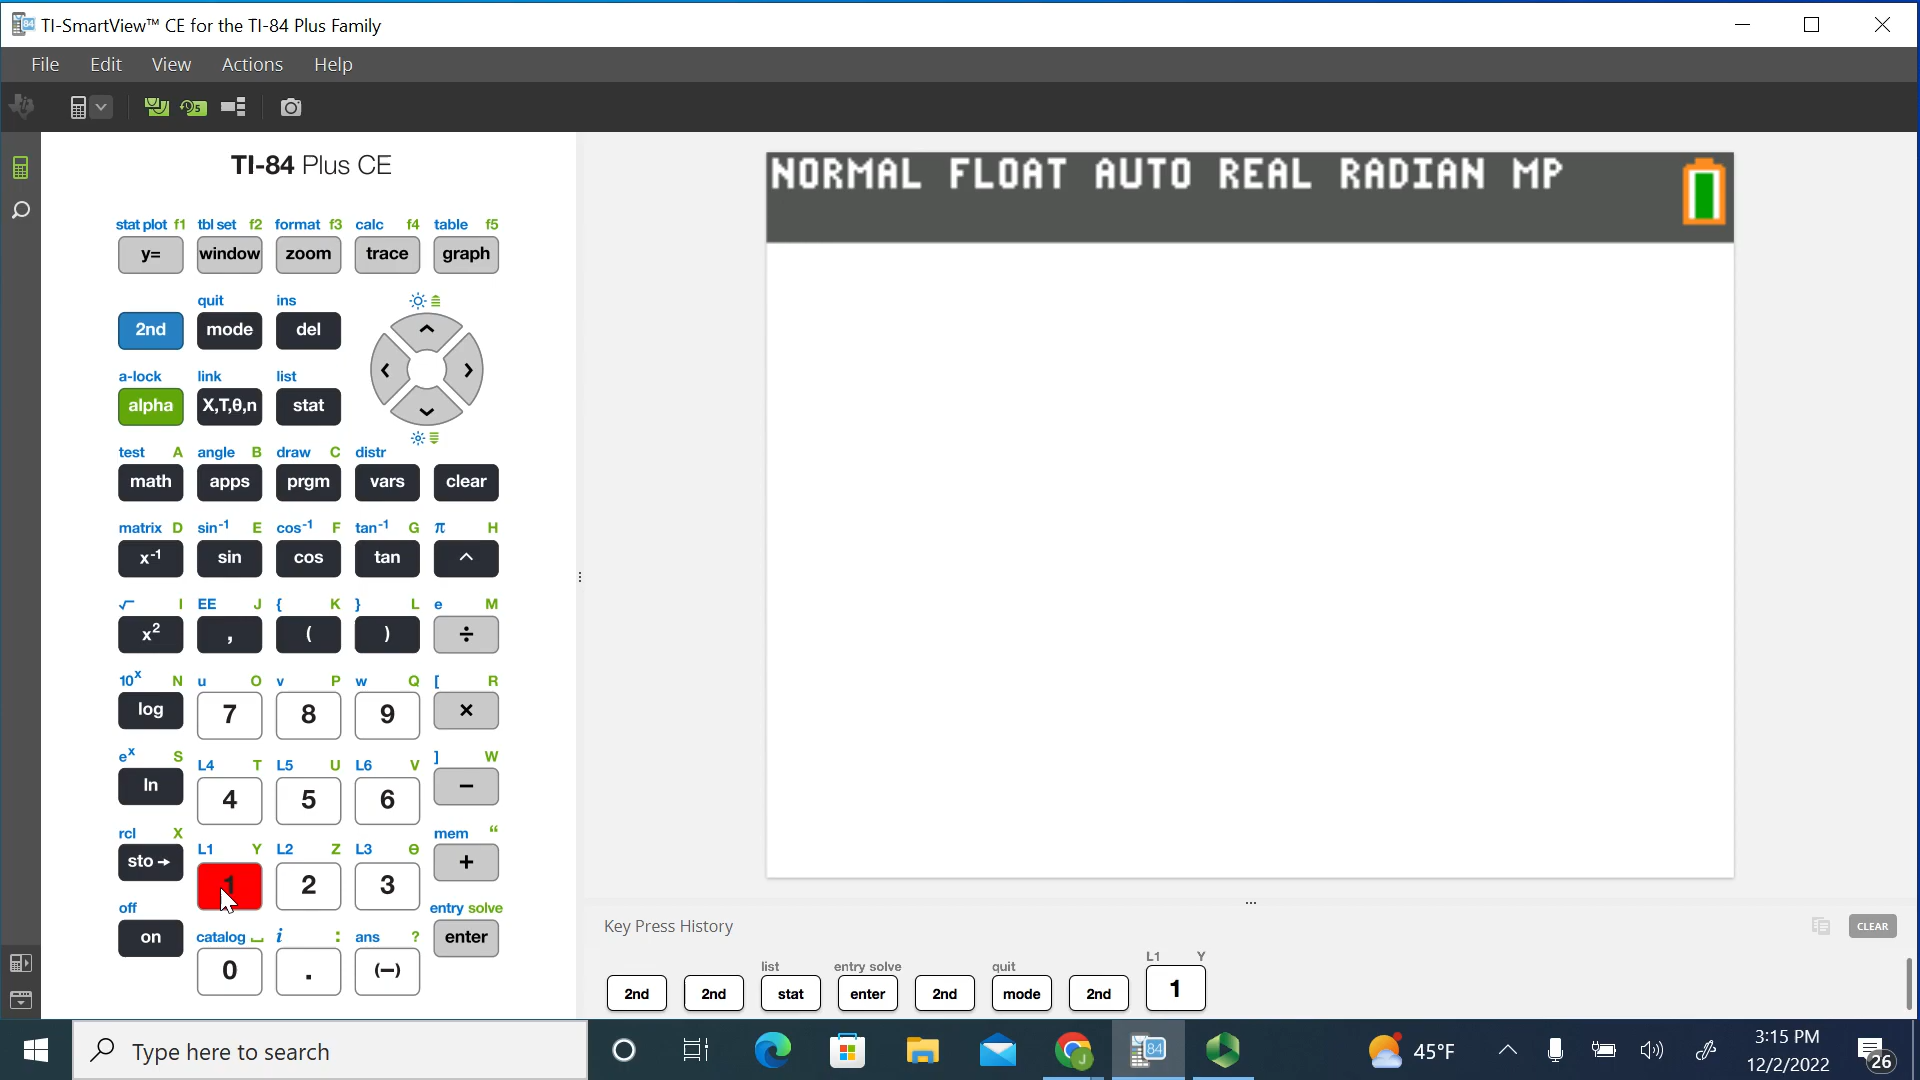 TI-SmartView™ CE for the TI-84 Plus Family
File Edit View Actions Help
TI-84 Plus CE
stat plot f1 tbl set f2 format f3 calc f4 table f5
y= window zoom trace graph
quit ins
2nd mode del
a-lock link list
alpha X,T,θ,n stat
test A angle B draw C distr
math apps prgm vars clear
matrix D sin-1 E cos-1 F tan-1 G π H
x-1 sin cos tan ^
√ I EE J { K } L e M
x2 , ( ) ÷
10x N u O v P w Q [ R
log 7 8 9 ×
ex S L4 T L5 U L6 V ] W
ln 4 5 6 −
rcl X L1 Y L2 Z L3 θ mem “
sto→ 1 2 3 +
off entry solve
on enter
catalog ⎵ i : ans ?
0 . (−)
NORMAL FLOAT AUTO REAL RADIAN MP
Key Press History
CLEAR
list entry solve quit L1 Y
2nd 2nd stat enter 2nd mode 2nd 1
Type here to search
84
45°F
3:15 PM
12/2/2022
26